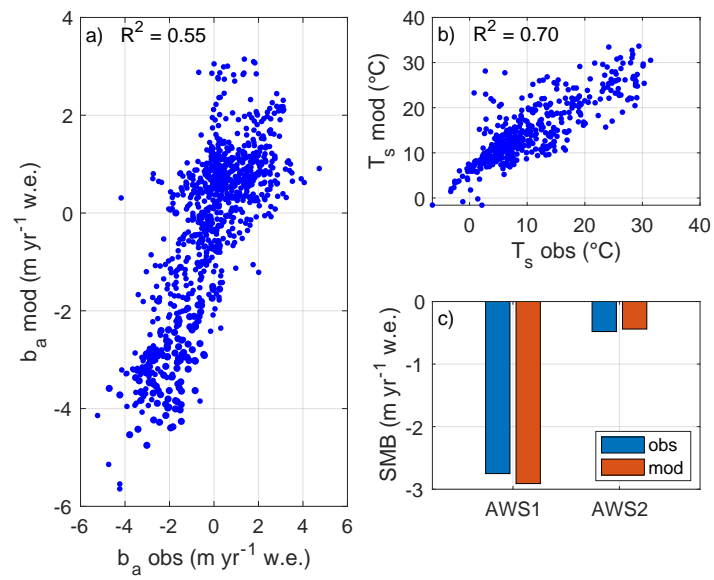 a) R² = 0.55
4
2
0
-2
-4
-6
-6 -4 -2 0 2 4 6
b_a mod (m yr⁻¹ w.e.)
b_a obs (m yr⁻¹ w.e.)
b) R² = 0.70
40
30
20
10
0
0 10 20 30 40
T_s mod (°C)
T_s obs (°C)
c)
0
-1
-2
-3
SMB (m yr⁻¹ w.e.)
obs
mod
AWS1 AWS2